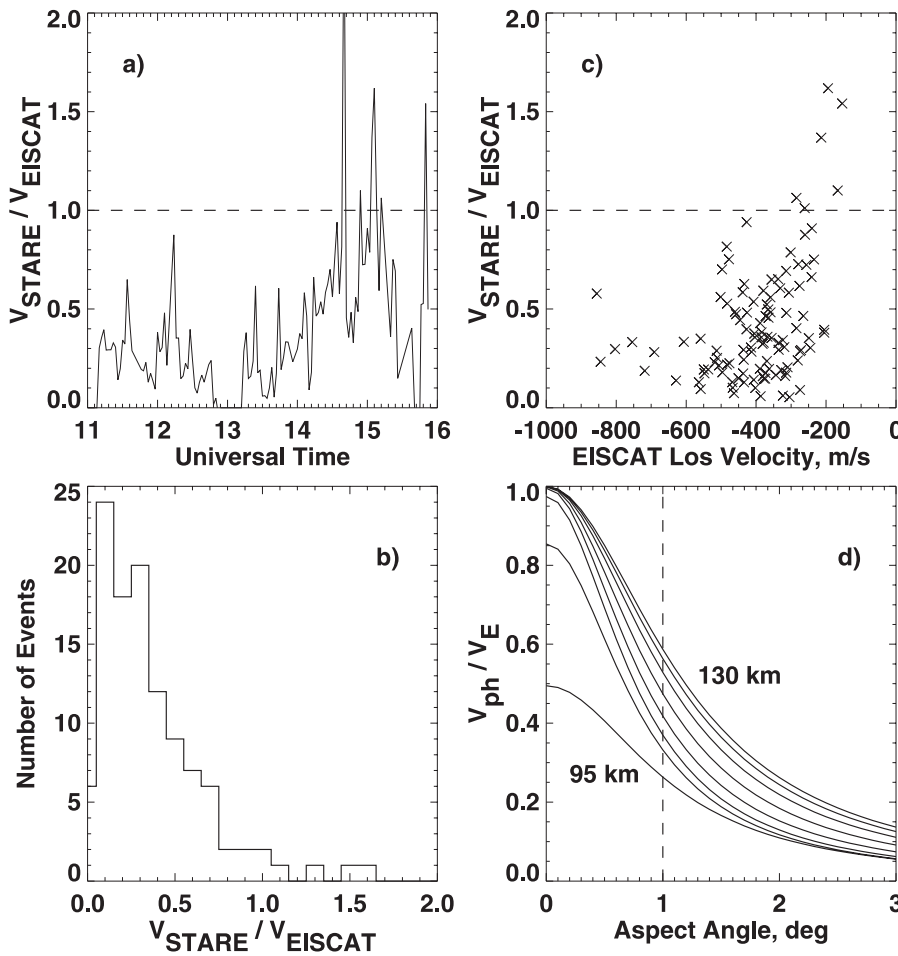 2.0
1.5
1.0
0.5
0.0
V_STARE / V_EISCAT
a)
11 12 13 14 15 16
Universal Time
2.0
1.5
1.0
0.5
0.0
V_STARE / V_EISCAT
c)
-1000 -800 -600 -400 -200 0
EISCAT Los Velocity, m/s
25
20
15
10
5
0
Number of Events
b)
0.0 0.5 1.0 1.5 2.0
V_STARE / V_EISCAT
1.0
0.8
0.6
0.4
0.2
0.0
V_ph / V_E
d)
130 km
95 km
0 1 2 3
Aspect Angle, deg